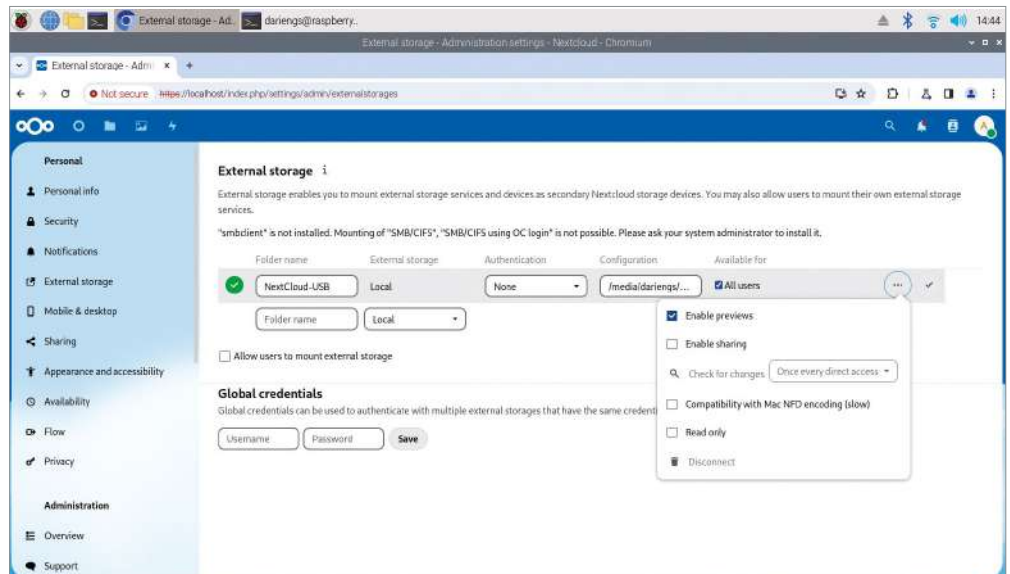 External storage - Ad..
dariengs@raspberry..
14:44
External storage - Administration settings - Nextcloud - Chromium
External storage - Admi
Not secure https://localhost/index.php/settings/admin/externalstorages
Personal
Personal info
Security
Notifications
External storage
Mobile & desktop
Sharing
Appearance and accessibility
Availability
Flow
Privacy
Administration
Overview
Support
External storage i
External storage enables you to mount external storage services and devices as secondary Nextcloud storage devices. You may also allow users to mount their own external storage
services.
"smbclient" is not installed. Mounting of "SMB/CIFS", "SMB/CIFS using OC login" is not possible. Please ask your system administrator to install it.
Folder name External storage Authentication Configuration Available for
NextCloud-USB Local None /media/dariengs/... All users ...
Folder name Local
Enable previews
Enable sharing
Check for changes Once every direct access
Compatibility with Mac NFD encoding (slow)
Read only
Disconnect
Allow users to mount external storage
Global credentials
Global credentials can be used to authenticate with multiple external storages that have the same credenti
Username Password Save
A